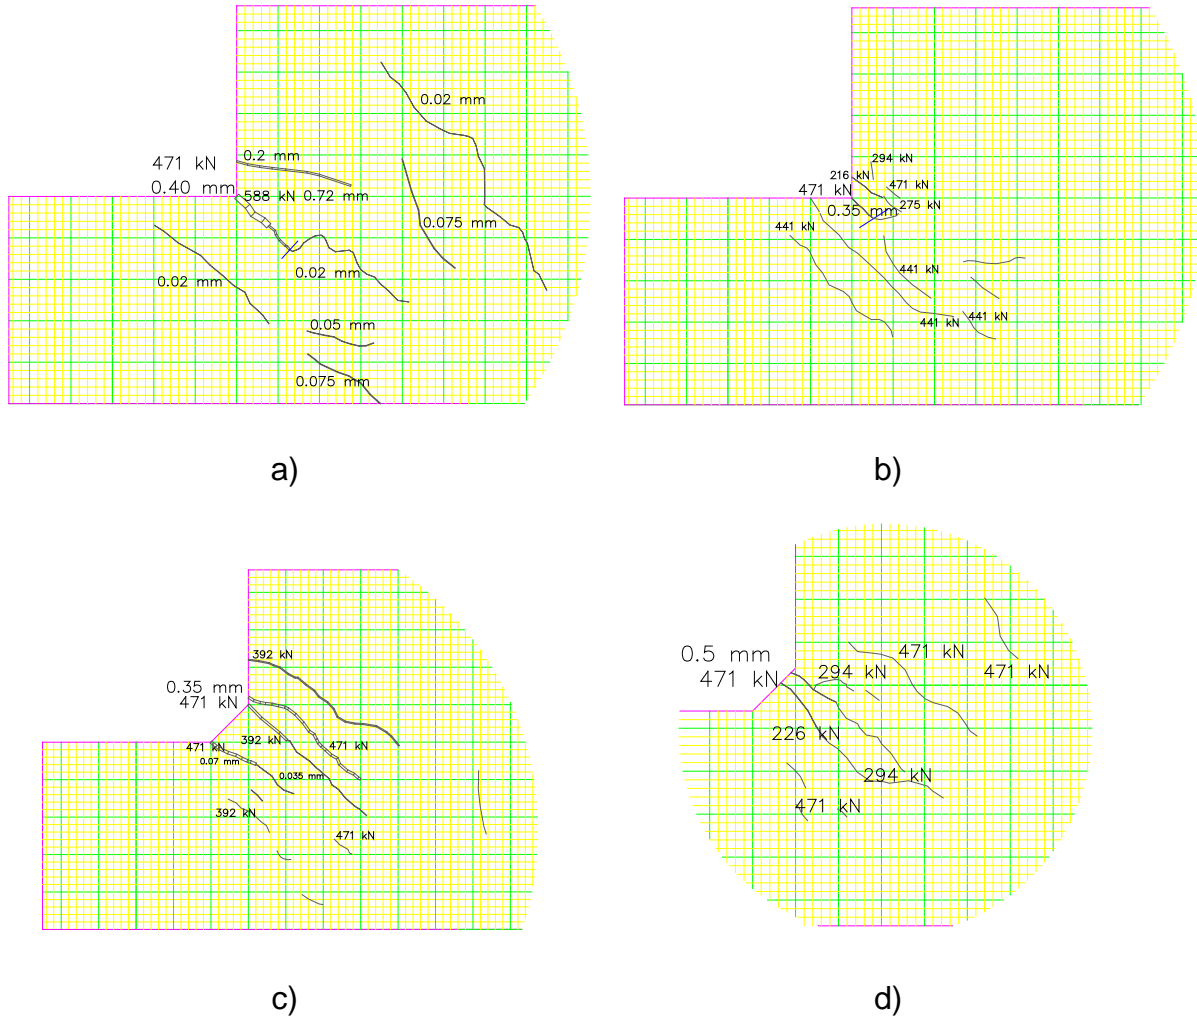 0.02 mm
0.2 mm
471 kN
0.40 mm
588 kN 0.72 mm
0.075 mm
0.02 mm
0.02 mm
0.05 mm
0.075 mm
a)
294 kN
216 kN
471 kN
471 kN
275 kN
0.35 mm
441 kN
441 kN
441 kN
441 kN
b)
392 kN
0.35 mm
471 kN
392 kN
471 kN
471 kN
0.07 mm
0.035 mm
392 kN
471 kN
c)
0.5 mm
471 kN
471 kN
294 kN
471 kN
226 kN
294 kN
471 kN
d)